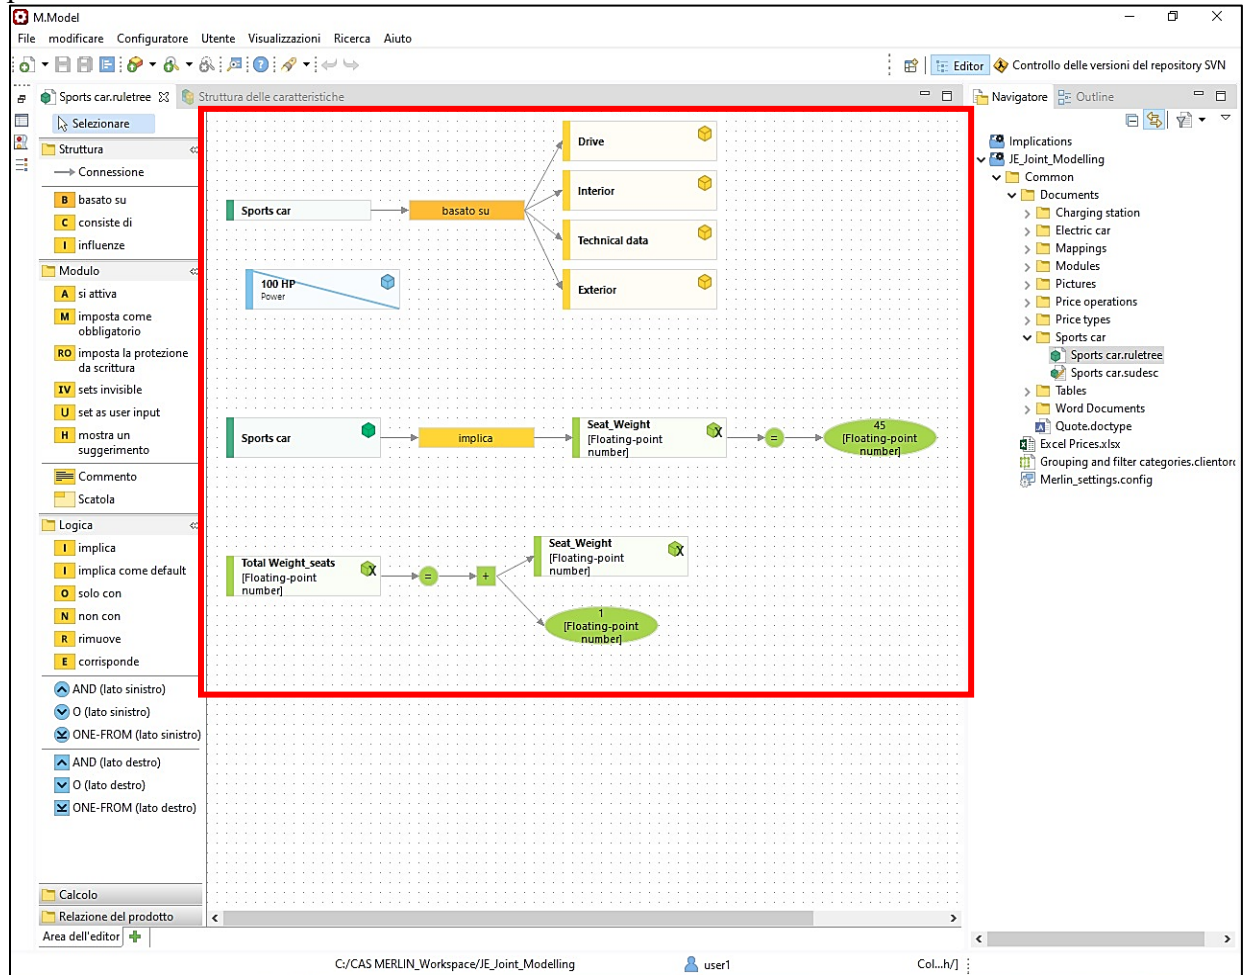 M.Model
File modificare Configuratore Utente Visualizzazioni Ricerca Aiuto
Editor Controllo delle versioni del repository SVN
Sports car.ruletree Struttura delle caratteristiche
Selezionare
Struttura
Connessione
B basato su
C consiste di
I influenze
Modulo
A si attiva
M imposta come
obbligatorio
RO imposta la protezione
da scrittura
IV sets invisible
U set as user input
H mostra un
suggerimento
Commento
Scatola
Logica
I implica
I implica come default
O solo con
N non con
R rimuove
E corrisponde
AND (lato sinistro)
O (lato sinistro)
ONE-FROM (lato sinistro)
AND (lato destro)
O (lato destro)
ONE-FROM (lato destro)
Calcolo
Relazione del prodotto
Area dell'editor
Sports car
basato su
Drive
Interior
Technical data
Exterior
100 HP
Power
Sports car
implica
Seat_Weight
[Floating-point
number]
=
45
[Floating-point
number]
Total Weight_seats
[Floating-point
number]
=
+
Seat_Weight
[Floating-point
number]
1
[Floating-point
number]
Navigatore Outline
Implications
JE_Joint_Modelling
Common
Documents
Charging station
Electric car
Mappings
Modules
Pictures
Price operations
Price types
Sports car
Sports car.ruletree
Sports car.sudesc
Tables
Word Documents
Quote.doctype
Excel Prices.xlsx
Grouping and filter categories.clientor
Merlin_settings.config
C:/CAS MERLIN_Workspace/JE_Joint_Modelling user1 Col...h/]